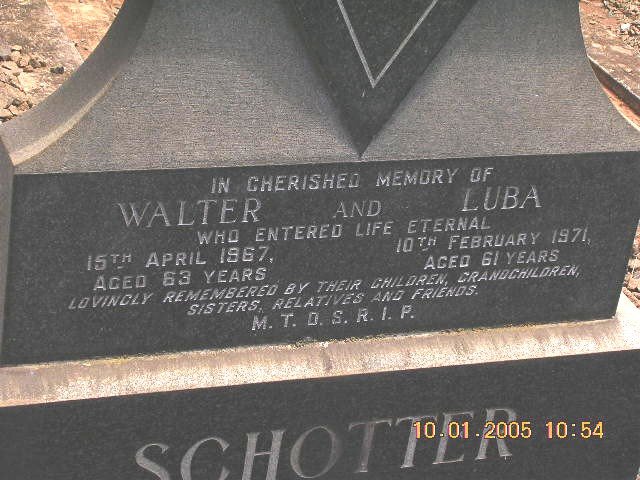 IN CHERISHED MEMORY OF
WALTER AND LUBA
WHO ENTERED LIFE ETERNAL
15TH APRIL 1967, 10TH FEBRUARY 1971,
AGED 63 YEARS AGED 61 YEARS
LOVINGLY REMEMBERED BY THEIR CHILDREN, GRANDCHILDREN,
SISTERS, RELATIVES AND FRIENDS.
M. T. D. S. R. I. P.
SCHOTTER
10.01.2005 10:54